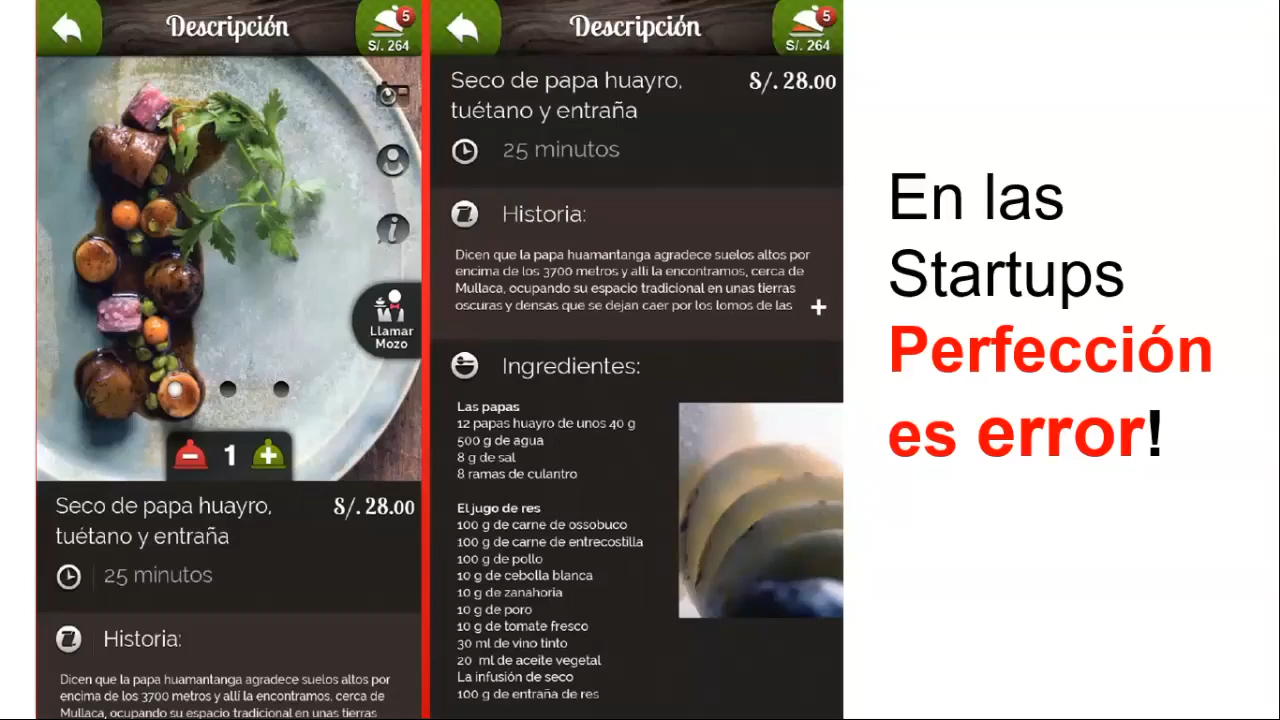 Descripción
5
S/. 264
Llamar
Mozo
1
Seco de papa huayro,
tuétano y entraña
S/. 28.00
25 minutos
Historia:
Dicen que la papa huamantanga agradece suelos altos por
encima de los 3700 metros y allí la encontramos, cerca de
Mullaca, ocupando su espacio tradicional en unas tierras
Descripción
5
S/. 264
Seco de papa huayro,
tuétano y entraña
S/. 28.00
25 minutos
Historia:
Dicen que la papa huamantanga agradece suelos altos por
encima de los 3700 metros y allí la encontramos, cerca de
Mullaca, ocupando su espacio tradicional en unas tierras
oscuras y densas que se dejan caer por los lomos de las
Ingredientes:
Las papas
12 papas huayro de unos 40 g
500 g de agua
8 g de sal
8 ramas de culantro
El jugo de res
100 g de carne de ossobuco
100 g de carne de entrecostilla
100 g de pollo
10 g de cebolla blanca
10 g de zanahoria
10 g de poro
10 g de tomate fresco
30 ml de vino tinto
20 ml de aceite vegetal
La infusión de seco
100 g de entraña de res
En las
Startups
Perfección
es error!